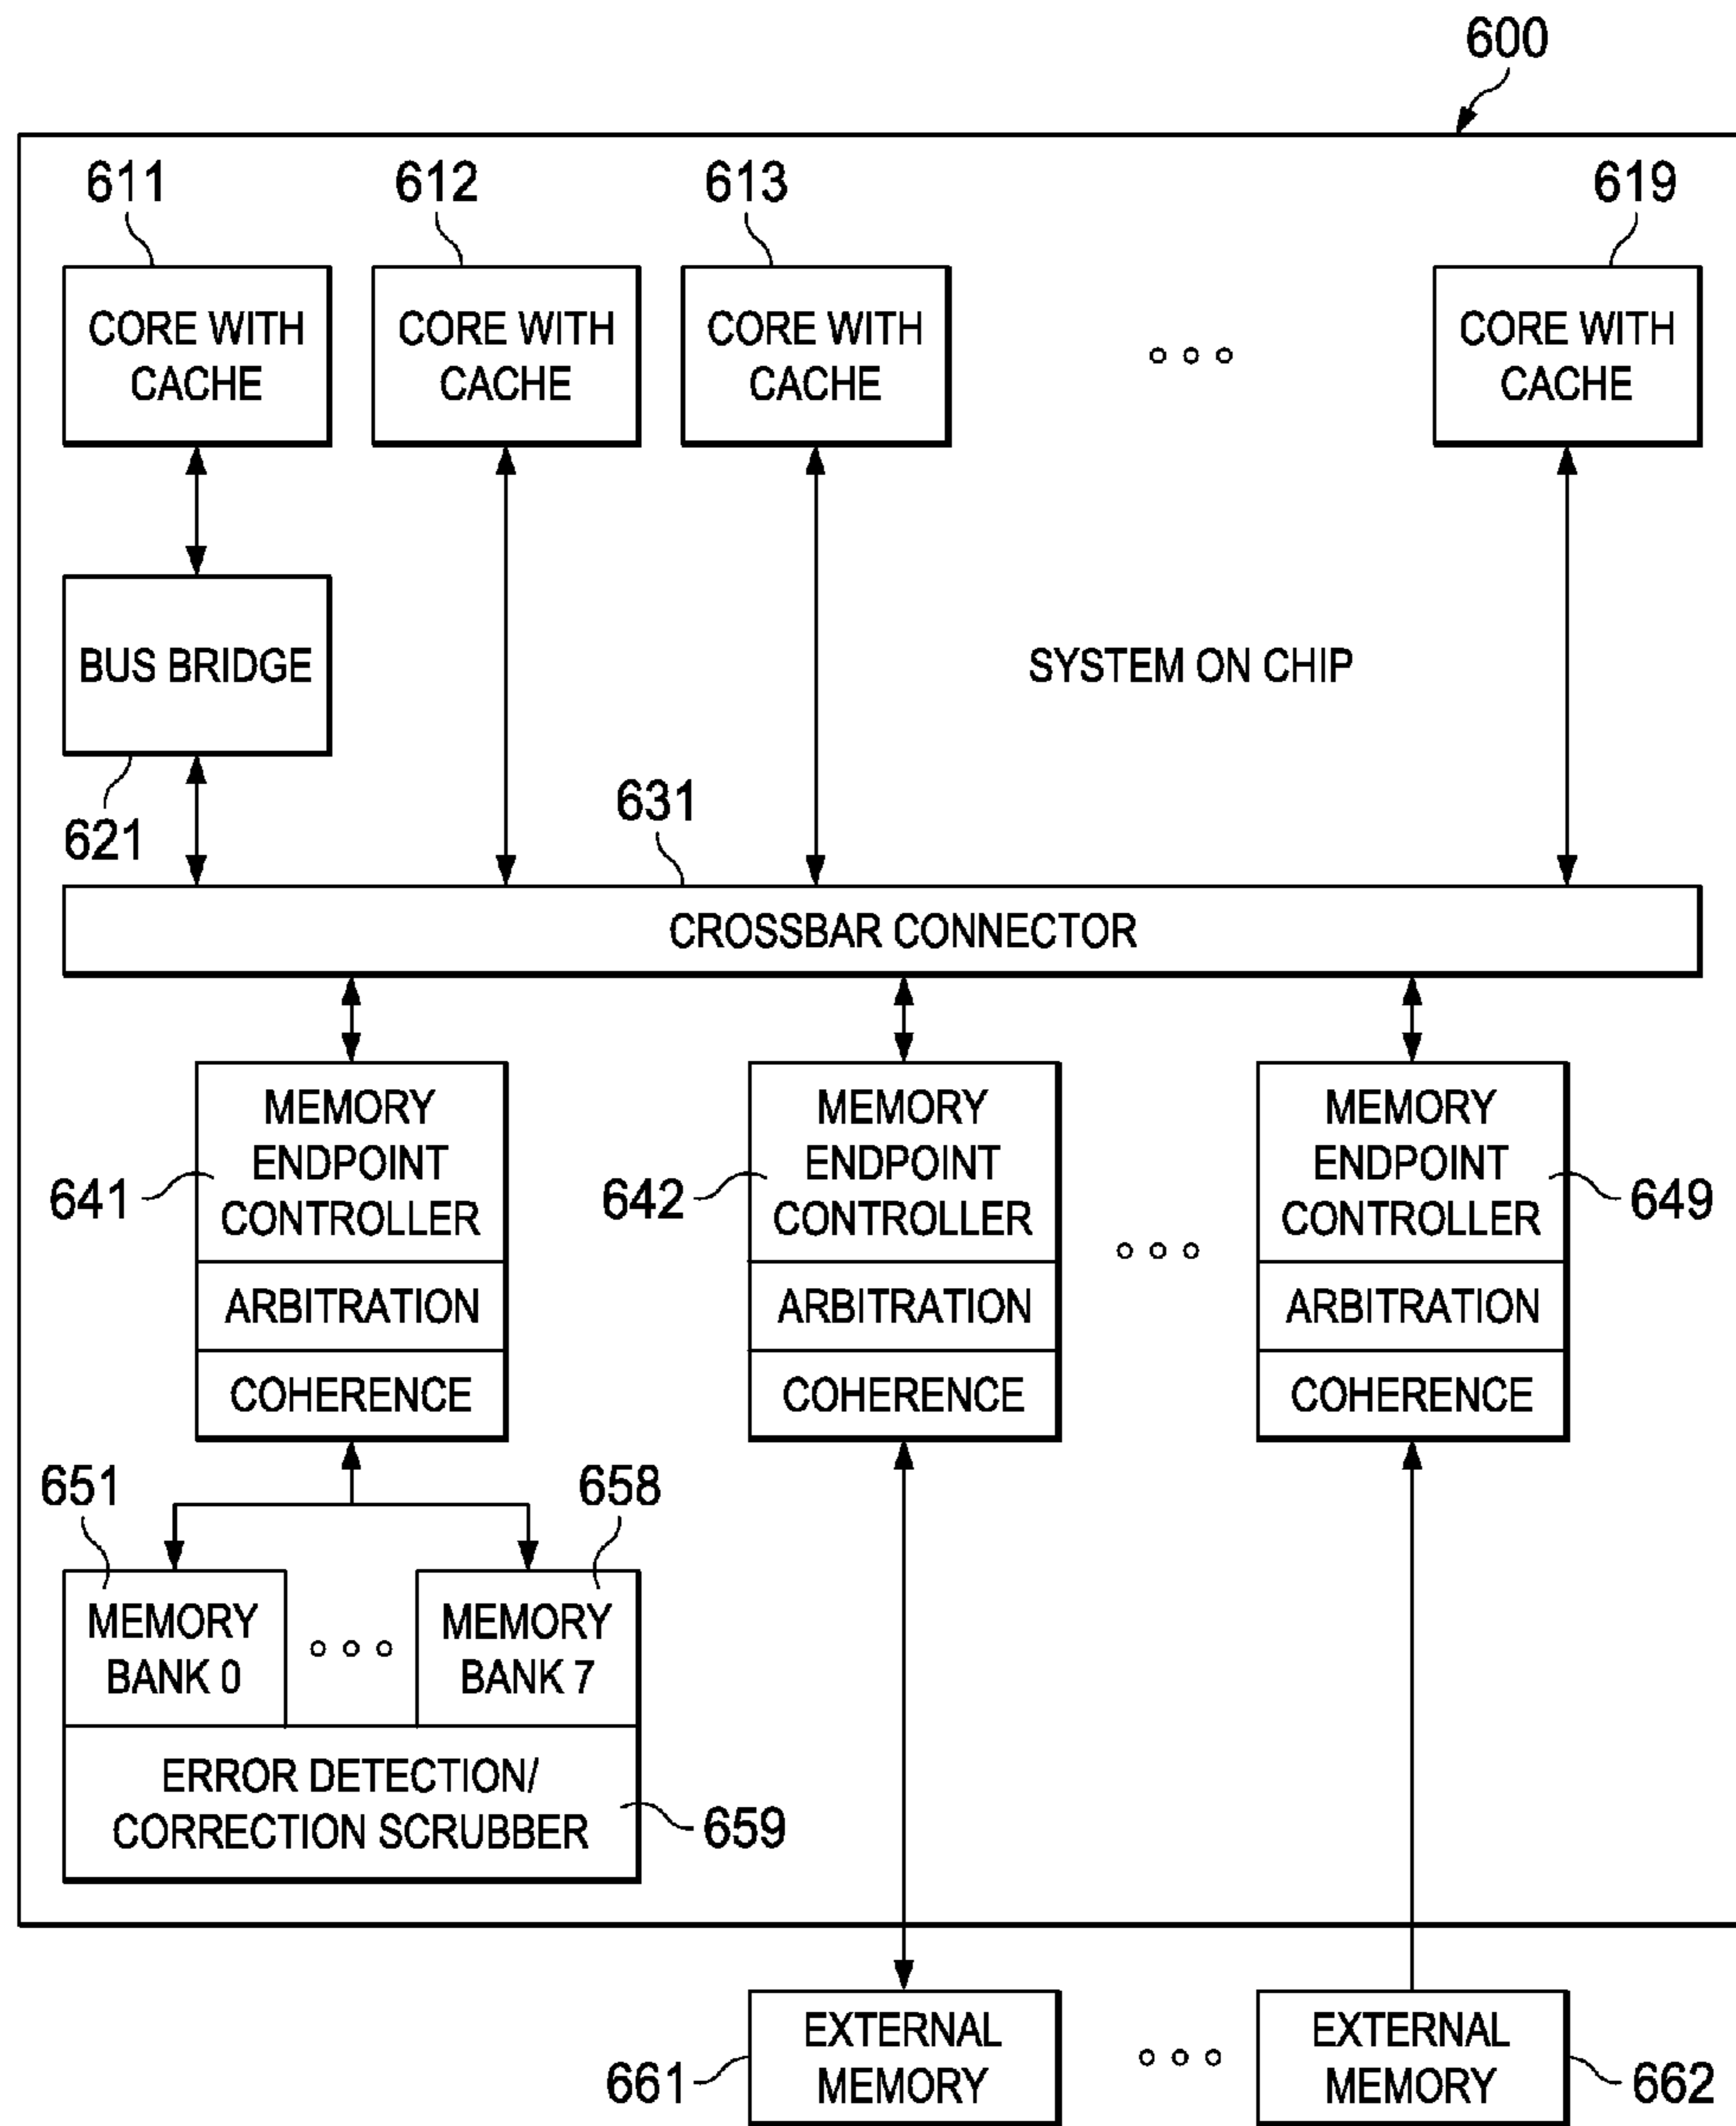 600
611
612
613
619
CORE WITH
CACHE
CORE WITH
CACHE
CORE WITH
CACHE
CORE WITH
CACHE
BUS BRIDGE
SYSTEM ON CHIP
621
631
CROSSBAR CONNECTOR
MEMORY
ENDPOINT
CONTROLLER
ARBITRATION
COHERENCE
641
MEMORY
ENDPOINT
CONTROLLER
ARBITRATION
COHERENCE
642
MEMORY
ENDPOINT
CONTROLLER
ARBITRATION
COHERENCE
649
651
658
MEMORY
BANK 0
MEMORY
BANK 7
ERROR DETECTION/
CORRECTION SCRUBBER
659
EXTERNAL
MEMORY
661
EXTERNAL
MEMORY
662